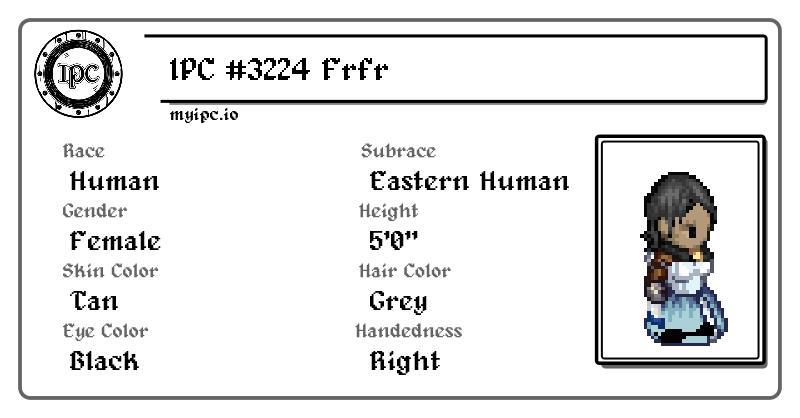 IPC
IPC #3224 Frfr
myipc.io
Race
Human
Subrace
Eastern Human
Gender
Female
Height
5'0"
Skin Color
Tan
Hair Color
Grey
Eye Color
Black
Handedness
Right